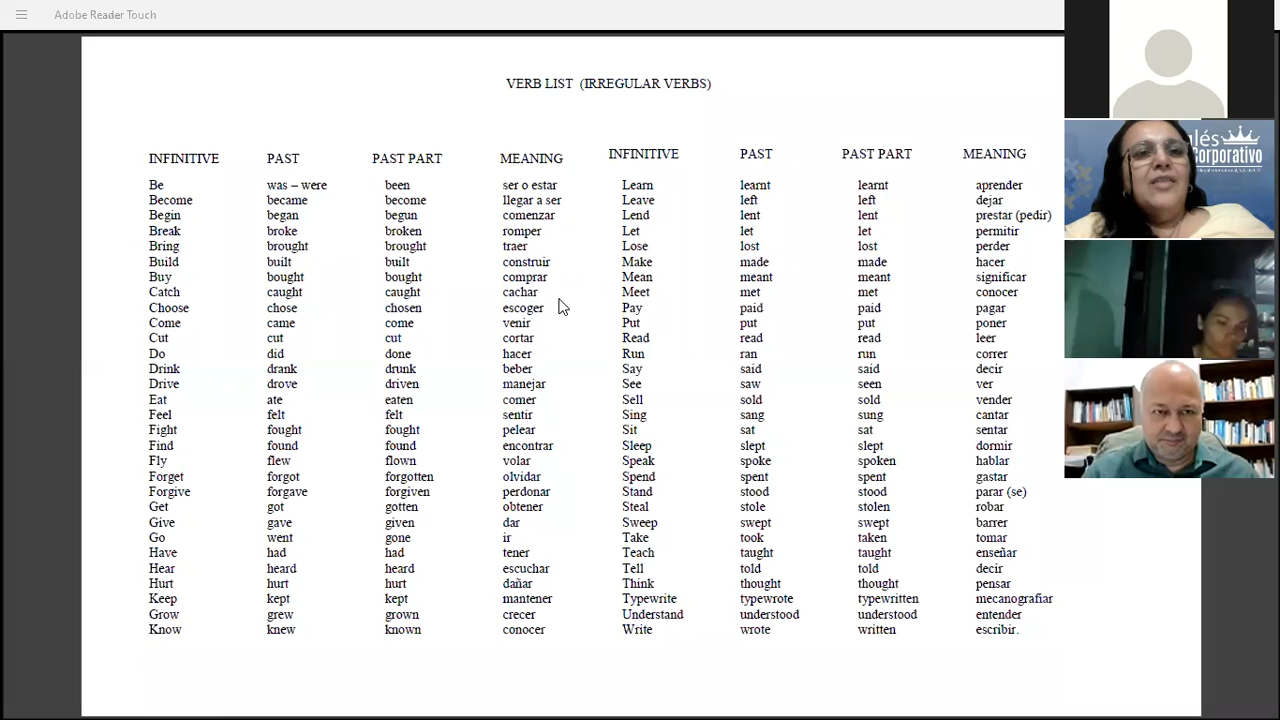 Adobe Reader Touch
VERB LIST (IRREGULAR VERBS)
INFINITIVE PAST PAST PART MEANING
Be was – were been ser o estar
Become became become llegar a ser
Begin began begun comenzar
Break broke broken romper
Bring brought brought traer
Build built built construir
Buy bought bought comprar
Catch caught caught cachar
Choose chose chosen escoger
Come came come venir
Cut cut cut cortar
Do did done hacer
Drink drank drunk beber
Drive drove driven manejar
Eat ate eaten comer
Feel felt felt sentir
Fight fought fought pelear
Find found found encontrar
Fly flew flown volar
Forget forgot forgotten olvidar
Forgive forgave forgiven perdonar
Get got gotten obtener
Give gave given dar
Go went gone ir
Have had had tener
Hear heard heard escuchar
Hurt hurt hurt dañar
Keep kept kept mantener
Grow grew grown crecer
Know knew known conocer
INFINITIVE PAST PAST PART MEANING
Learn learnt learnt aprender
Leave left left dejar
Lend lent lent prestar (pedir)
Let let let permitir
Lose lost lost perder
Make made made hacer
Mean meant meant significar
Meet met met conocer
Pay paid paid pagar
Put put put poner
Read read read leer
Run ran run correr
Say said said decir
See saw seen ver
Sell sold sold vender
Sing sang sung cantar
Sit sat sat sentar
Sleep slept slept dormir
Speak spoke spoken hablar
Spend spent spent gastar
Stand stood stood parar (se)
Steal stole stolen robar
Sweep swept swept barrer
Take took taken tomar
Teach taught taught enseñar
Tell told told decir
Think thought thought pensar
Typewrite typewrote typewritten mecanografiar
Understand understood understood entender
Write wrote written escribir.
lés
orporativo